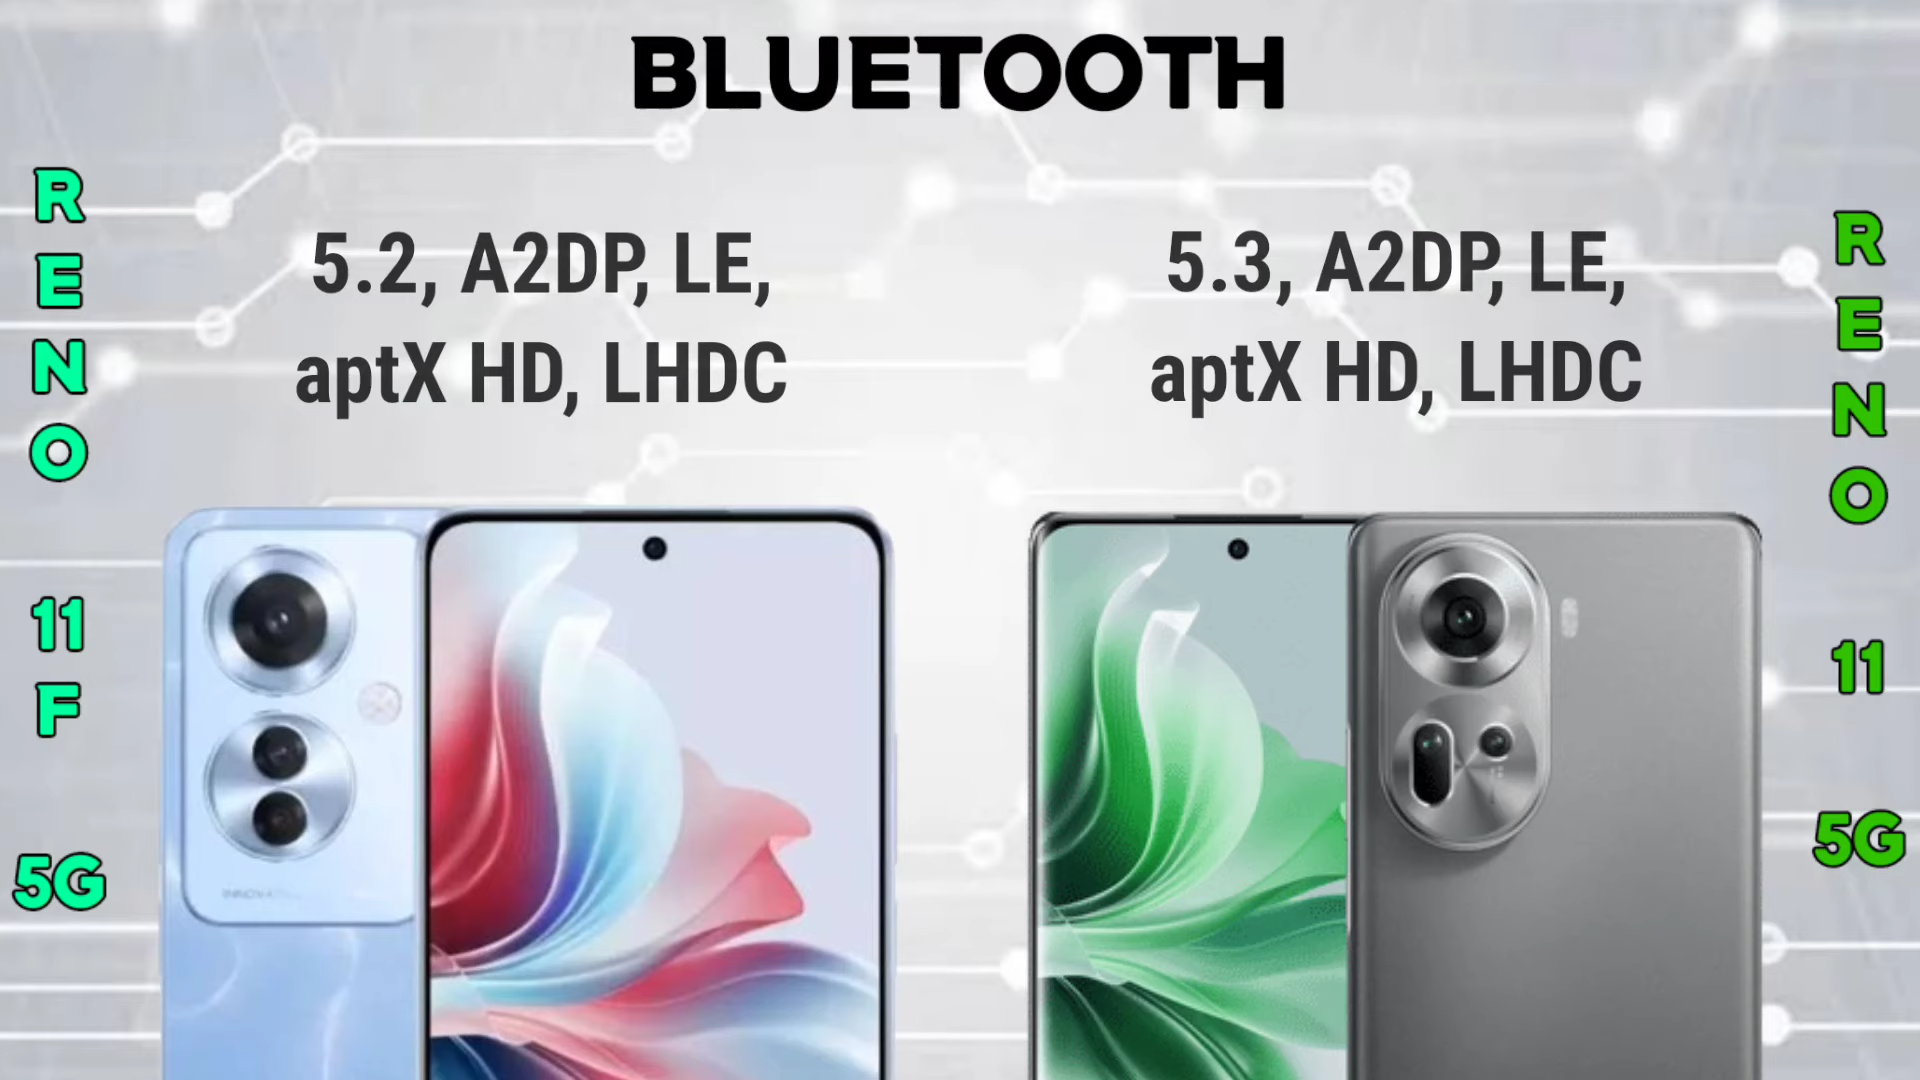 BLUETOOTH
RENO 11 F 5G
5.2, A2DP, LE,
aptX HD, LHDC
5.3, A2DP, LE,
aptX HD, LHDC
RENO 11 5G